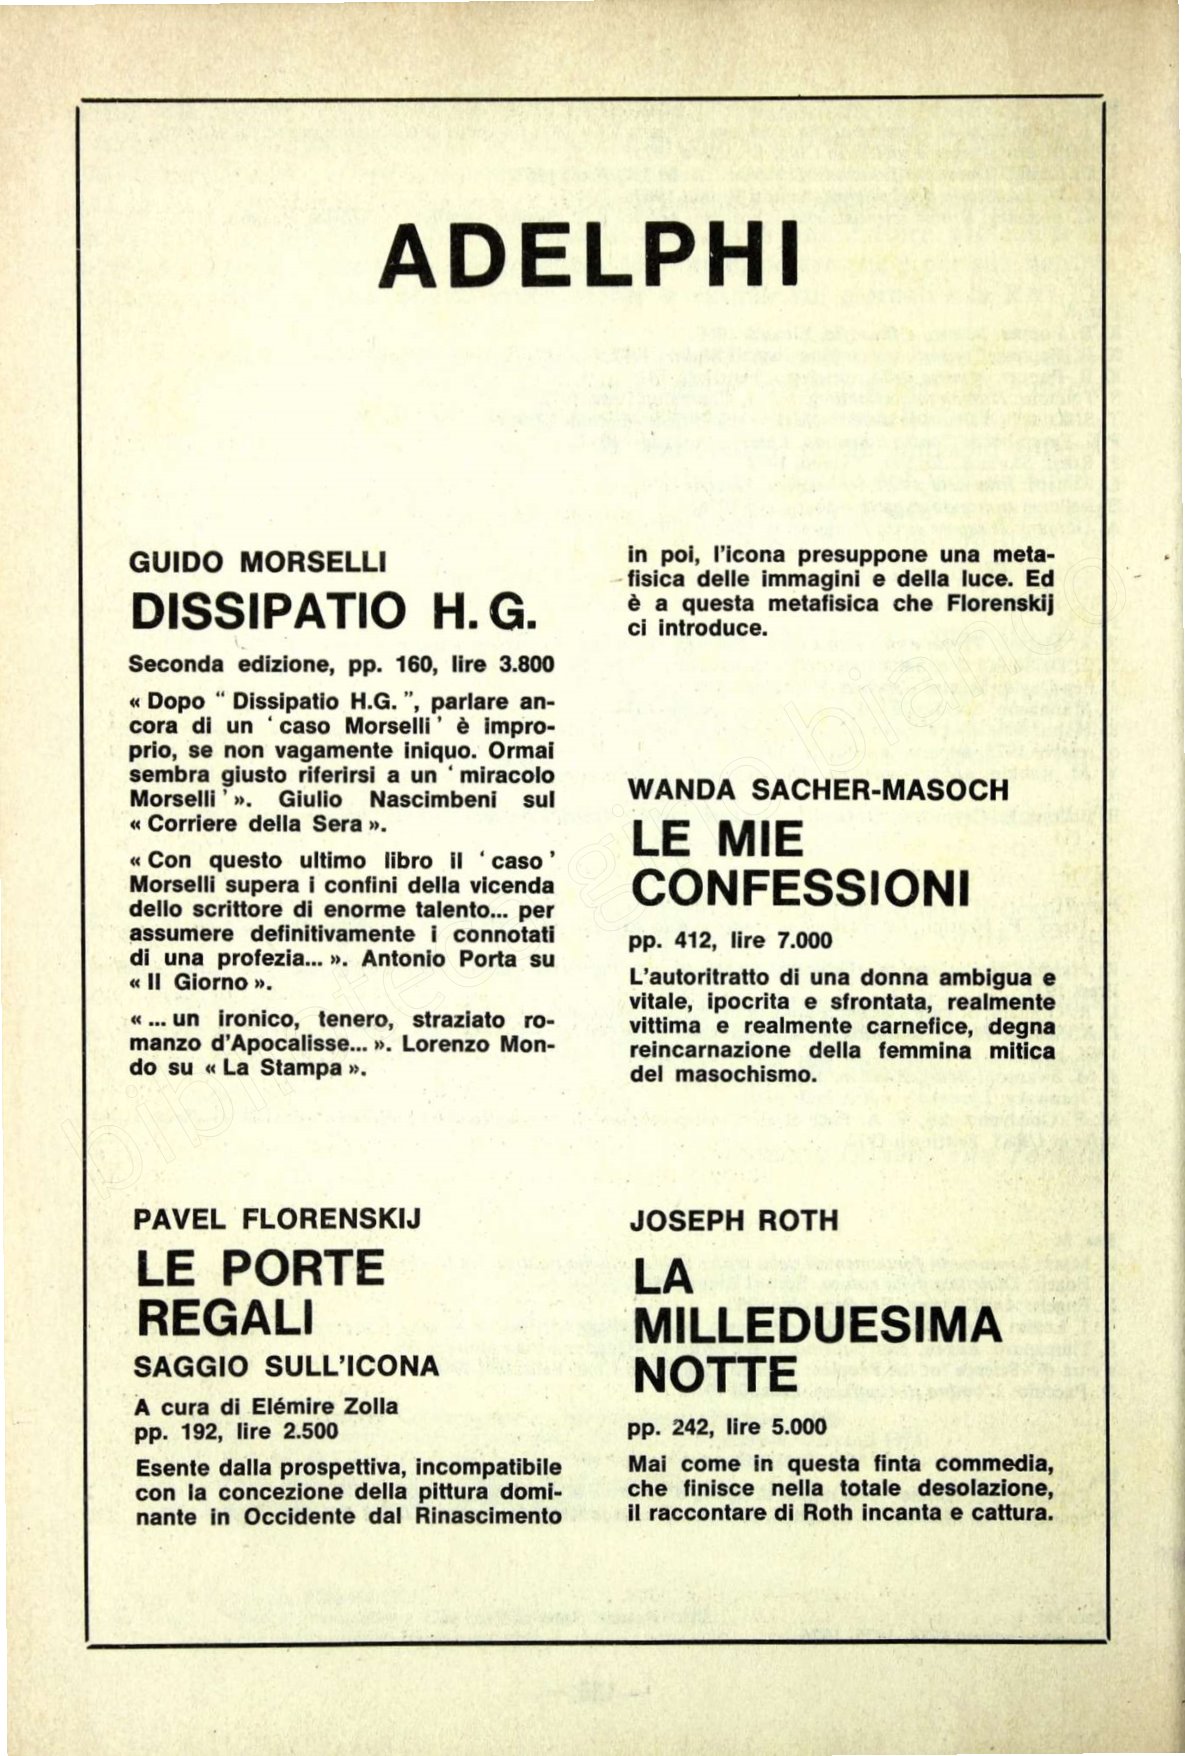 ADELPHI
GUIDO MORSELLI
DISSIPATIO H. G.
Seconda edizione, pp. 160, lire 3.800
« Dopo “ Dissipatio H.G. ”, parlare an-
cora di un ‘ caso Morselli ’ è impro-
prio, se non vagamente iniquo. Ormai
sembra giusto riferirsi a un ‘ miracolo
Morselli ’ ». Giulio Nascimbeni sul
« Corriere della Sera ».
« Con questo ultimo libro il ‘ caso ’
Morselli supera i confini della vicenda
dello scrittore di enorme talento... per
assumere definitivamente i connotati
di una profezia... ». Antonio Porta su
« Il Giorno ».
« ... un ironico, tenero, straziato ro-
manzo d'Apocalisse... ». Lorenzo Mon-
do su « La Stampa ».
PAVEL FLORENSKIJ
LE PORTE
REGALI
SAGGIO SULL'ICONA
A cura di Elémire Zolla
pp. 192, lire 2.500
Esente dalla prospettiva, incompatibile
con la concezione della pittura domi-
nante in Occidente dal Rinascimento
in poi, l'icona presuppone una meta-
fisica delle immagini e della luce. Ed
è a questa metafisica che Florenskij
ci introduce.
WANDA SACHER-MASOCH
LE MIE
CONFESSIONI
pp. 412, lire 7.000
L'autoritratto di una donna ambigua e
vitale, ipocrita e sfrontata, realmente
vittima e realmente carnefice, degna
reincarnazione della femmina mitica
del masochismo.
JOSEPH ROTH
LA
MILLEDUESIMA
NOTTE
pp. 242, lire 5.000
Mai come in questa finta commedia,
che finisce nella totale desolazione,
il raccontare di Roth incanta e cattura.
biblioteca gino bianco